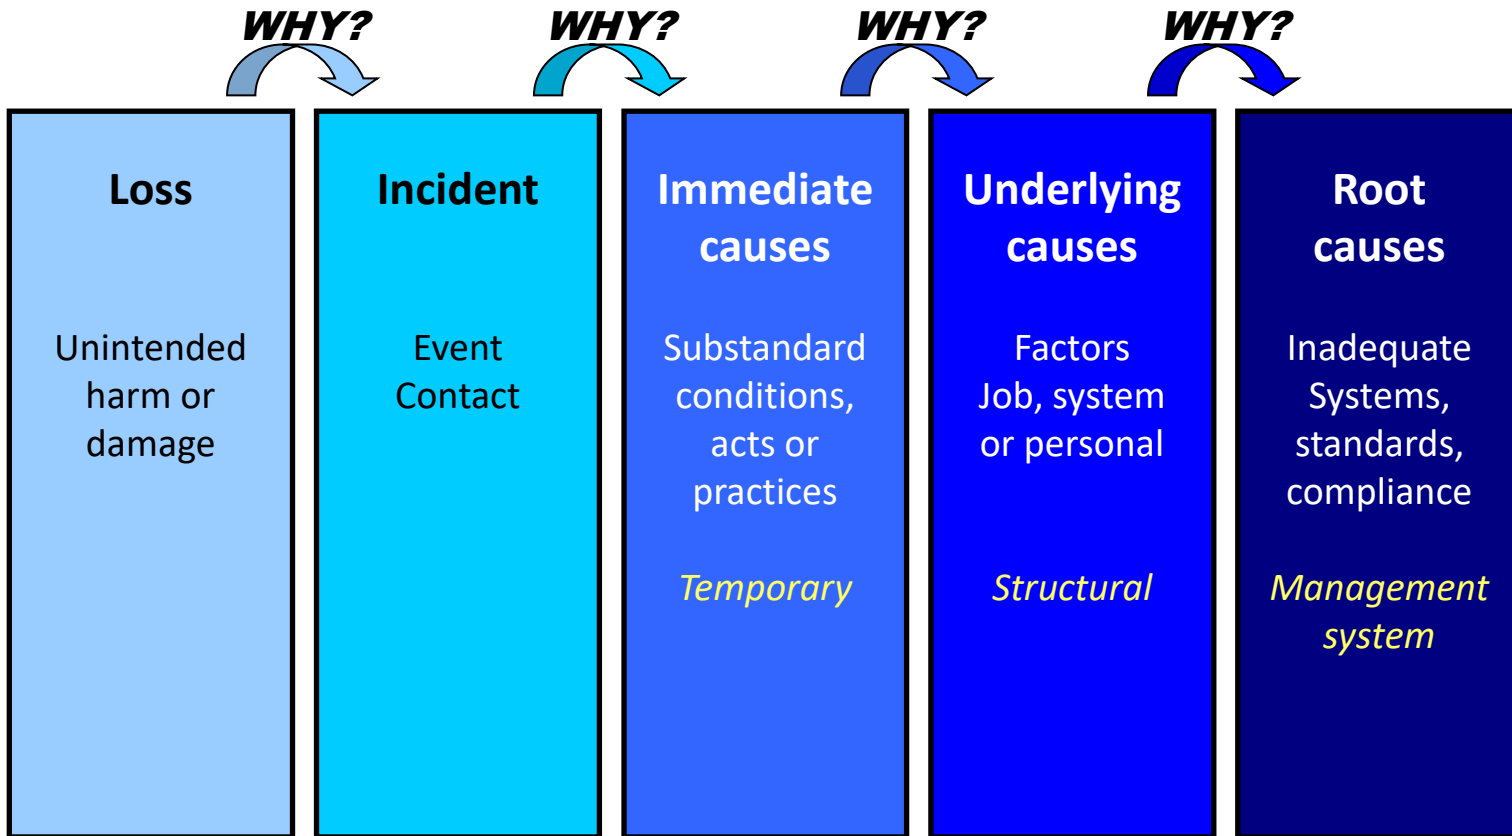 WHY?
WHY?
WHY?
WHY?
Loss
Unintended
harm or
damage
Incident
Event
Contact
Immediate
causes
Substandard
conditions,
acts or
practices
Temporary
Underlying
causes
Factors
Job, system
or personal
Structural
Root
causes
Inadequate
Systems,
standards,
compliance
Management
system